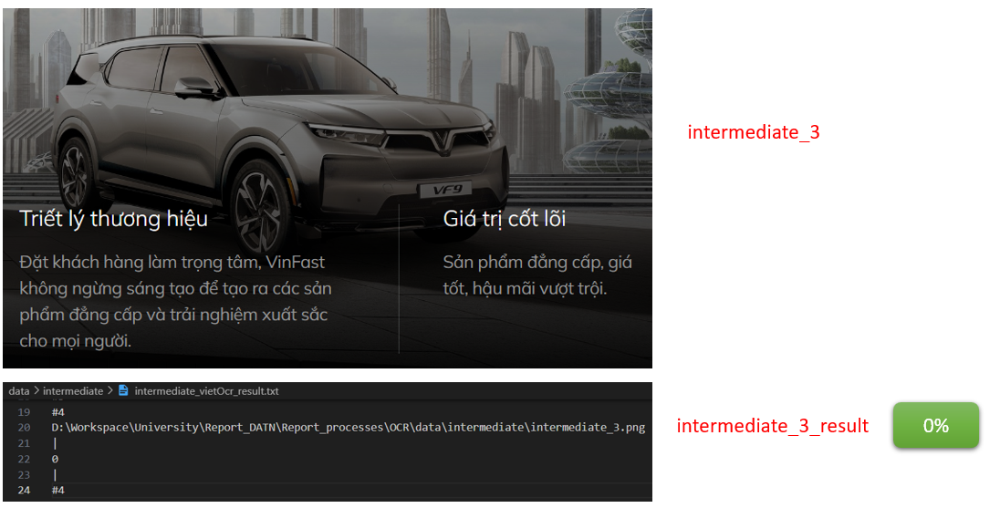 VF9
Triết lý thương hiệu
Đặt khách hàng làm trọng tâm, VinFast
không ngừng sáng tạo để tạo ra các sản
phẩm đẳng cấp và trải nghiệm xuất sắc
cho mọi người.
Giá trị cốt lõi
Sản phẩm đẳng cấp, giá
tốt, hậu mãi vượt trội.
intermediate_3
data > intermediate > intermediate_vietOcr_result.txt
19 #4
20 D:\Workspace\University\Report_DATN\Report_processes\OCR\data\intermediate\intermediate_3.png
21 |
22 0
23 |
24 #4
intermediate_3_result
0%